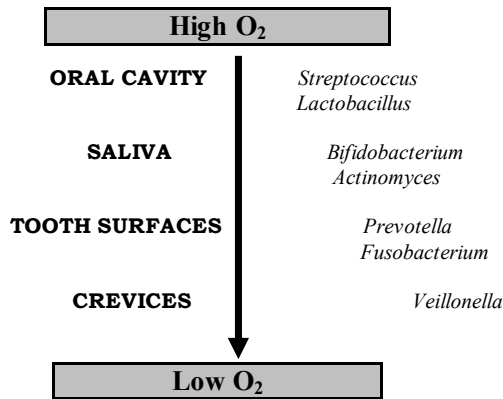 High O₂
ORAL CAVITY Streptococcus
Lactobacillus
SALIVA Bifidobacterium
Actinomyces
TOOTH SURFACES Prevotella
Fusobacterium
CREVICES Veillonella
Low O₂